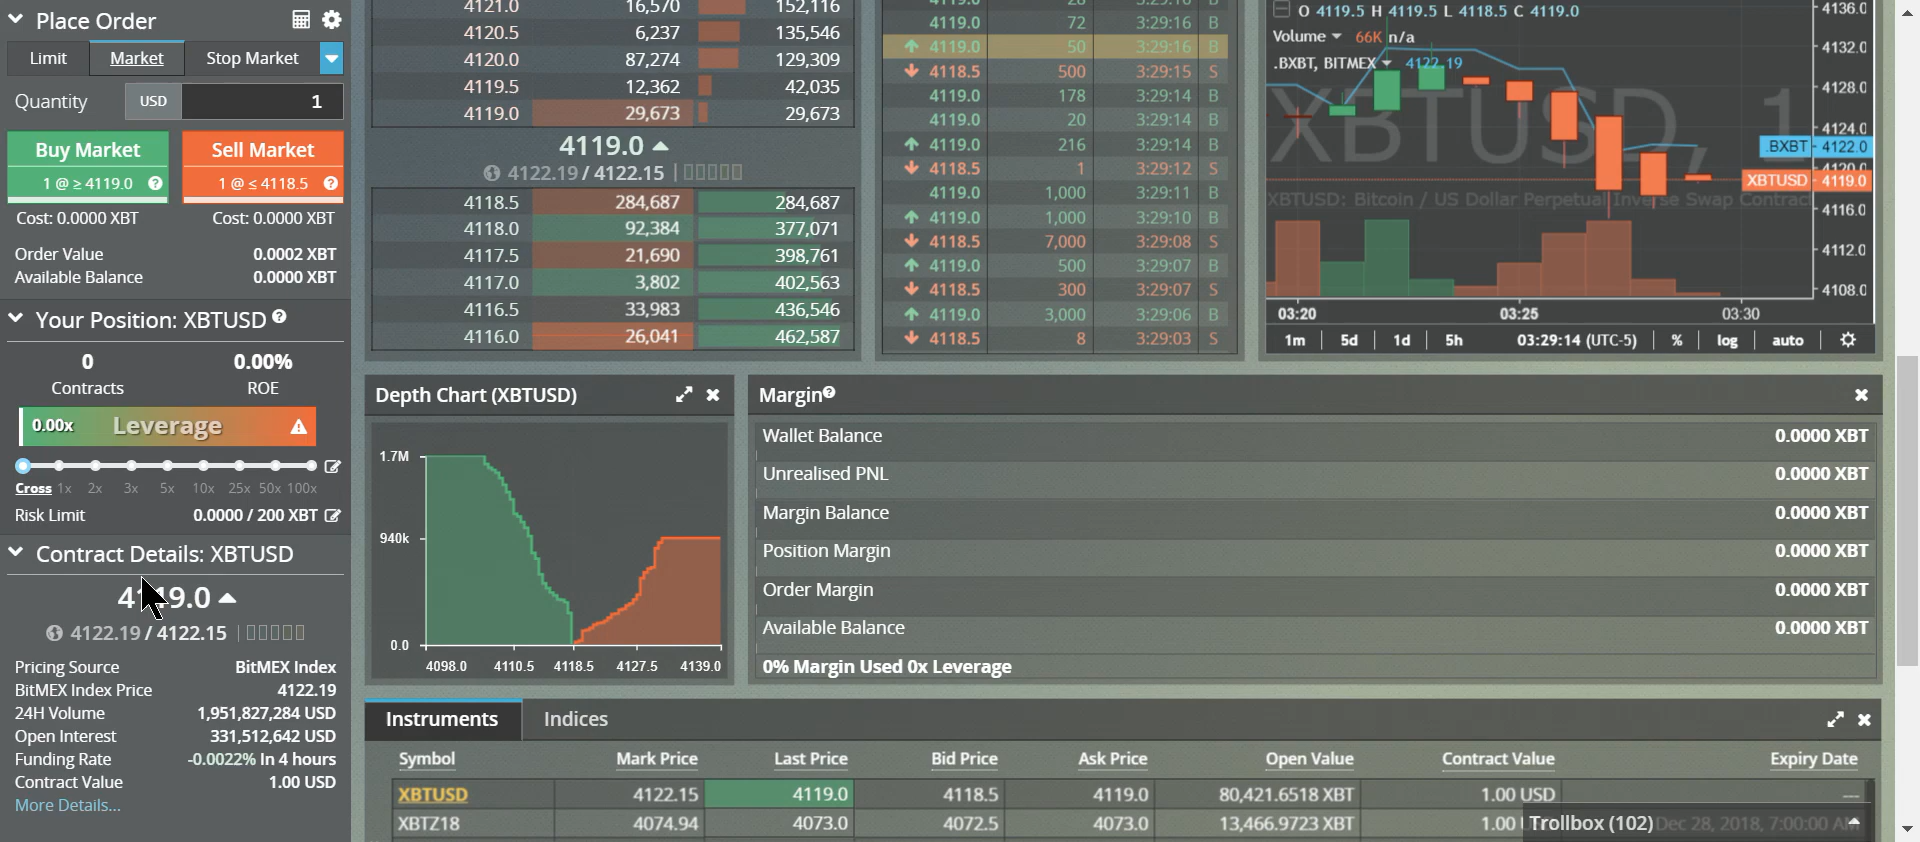 Place Order
Limit Market Stop Market
Quantity USD 1
Buy Market
1 @ ≥ 4119.0
Sell Market
1 @ ≤ 4118.5
Cost: 0.0000 XBT Cost: 0.0000 XBT
Order Value 0.0002 XBT
Available Balance 0.0000 XBT
Your Position: XBTUSD
0 0.00%
Contracts ROE
0.00x Leverage
Cross 1x 2x 3x 5x 10x 25x 50x 100x
Risk Limit 0.0000 / 200 XBT
Contract Details: XBTUSD
4119.0
4122.19 / 4122.15
Pricing Source BitMEX Index
BitMEX Index Price 4122.19
24H Volume 1,951,827,284 USD
Open Interest 331,512,642 USD
Funding Rate -0.0022% In 4 hours
Contract Value 1.00 USD
More Details...
4121.0 16,570 152,116
4120.5 6,237 135,546
4120.0 87,274 129,309
4119.5 12,362 42,035
4119.0 29,673 29,673
4119.0
4122.19 / 4122.15
4118.5 284,687 284,687
4118.0 92,384 377,071
4117.5 21,690 398,761
4117.0 3,802 402,563
4116.5 33,983 436,546
4116.0 26,041 462,587
4119.0 28 3:29:16 B
4119.0 72 3:29:16 B
4119.0 50 3:29:16 B
4118.5 500 3:29:15 S
4119.0 178 3:29:14 B
4119.0 20 3:29:14 B
4119.0 216 3:29:14 B
4118.5 1 3:29:12 S
4119.0 1,000 3:29:11 B
4119.0 1,000 3:29:10 B
4118.5 7,000 3:29:08 S
4119.0 500 3:29:07 B
4118.5 300 3:29:07 S
4119.0 3,000 3:29:06 B
4118.5 8 3:29:03 S
O 4119.5 H 4119.5 L 4118.5 C 4119.0
Volume 66K n/a
.BXBT, BITMEX 4122.19
XBTUSD, 1
XBTUSD: Bitcoin / US Dollar Perpetual Inverse Swap Contract
4136.0
4132.0
4128.0
4124.0
.BXBT 4122.0
4120.0
XBTUSD 4119.0
4116.0
4112.0
4108.0
03:20 03:25 03:30
1m 5d 1d 5h 03:29:14 (UTC-5) % log auto
Depth Chart (XBTUSD)
1.7M
940k
0.0
4098.0 4110.5 4118.5 4127.5 4139.0
Margin
Wallet Balance 0.0000 XBT
Unrealised PNL 0.0000 XBT
Margin Balance 0.0000 XBT
Position Margin 0.0000 XBT
Order Margin 0.0000 XBT
Available Balance 0.0000 XBT
0% Margin Used 0x Leverage
Instruments Indices
Symbol Mark Price Last Price Bid Price Ask Price Open Value Contract Value Expiry Date
XBTUSD 4122.15 4119.0 4118.5 4119.0 80,421.6518 XBT 1.00 USD —
XBTZ18 4074.94 4073.0 4072.5 4073.0 13,466.9723 XBT 1.00 Dec 28, 2018, 7:00:00 AM
Trollbox (102)